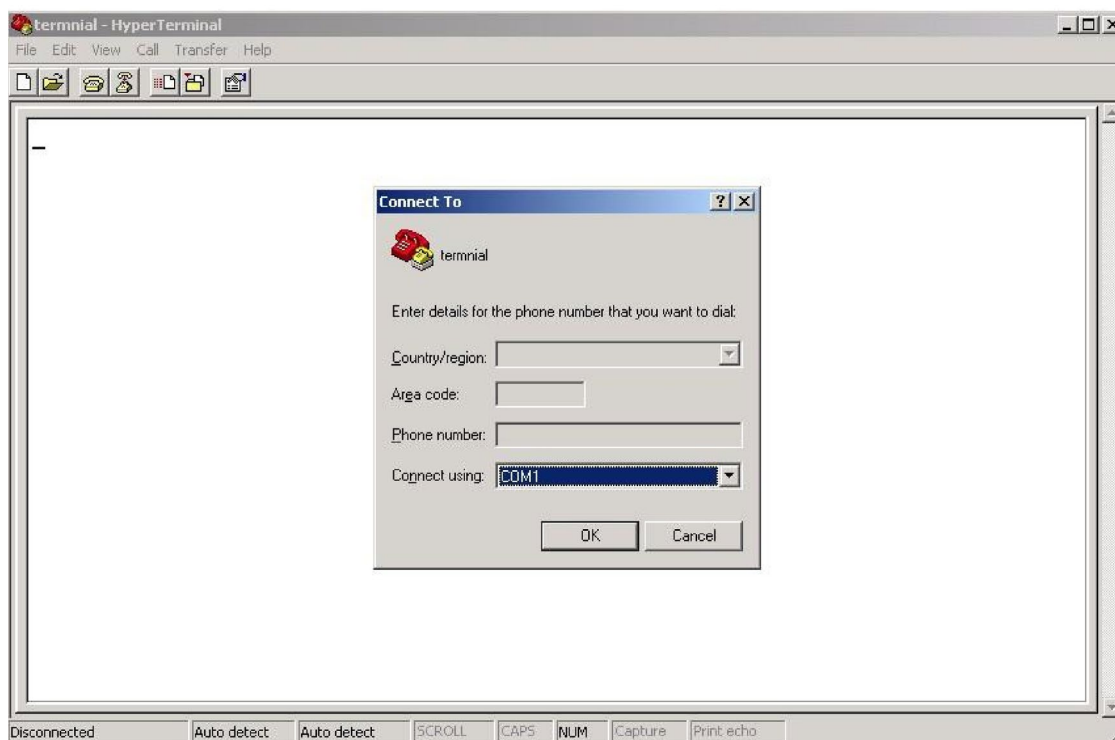 termnial - HyperTerminal
File Edit View Call Transfer Help
Connect To
termnial
Enter details for the phone number that you want to dial:
Country/region:
Area code:
Phone number:
Connect using: COM1
OK Cancel
Disconnected Auto detect Auto detect SCROLL CAPS NUM Capture Print echo